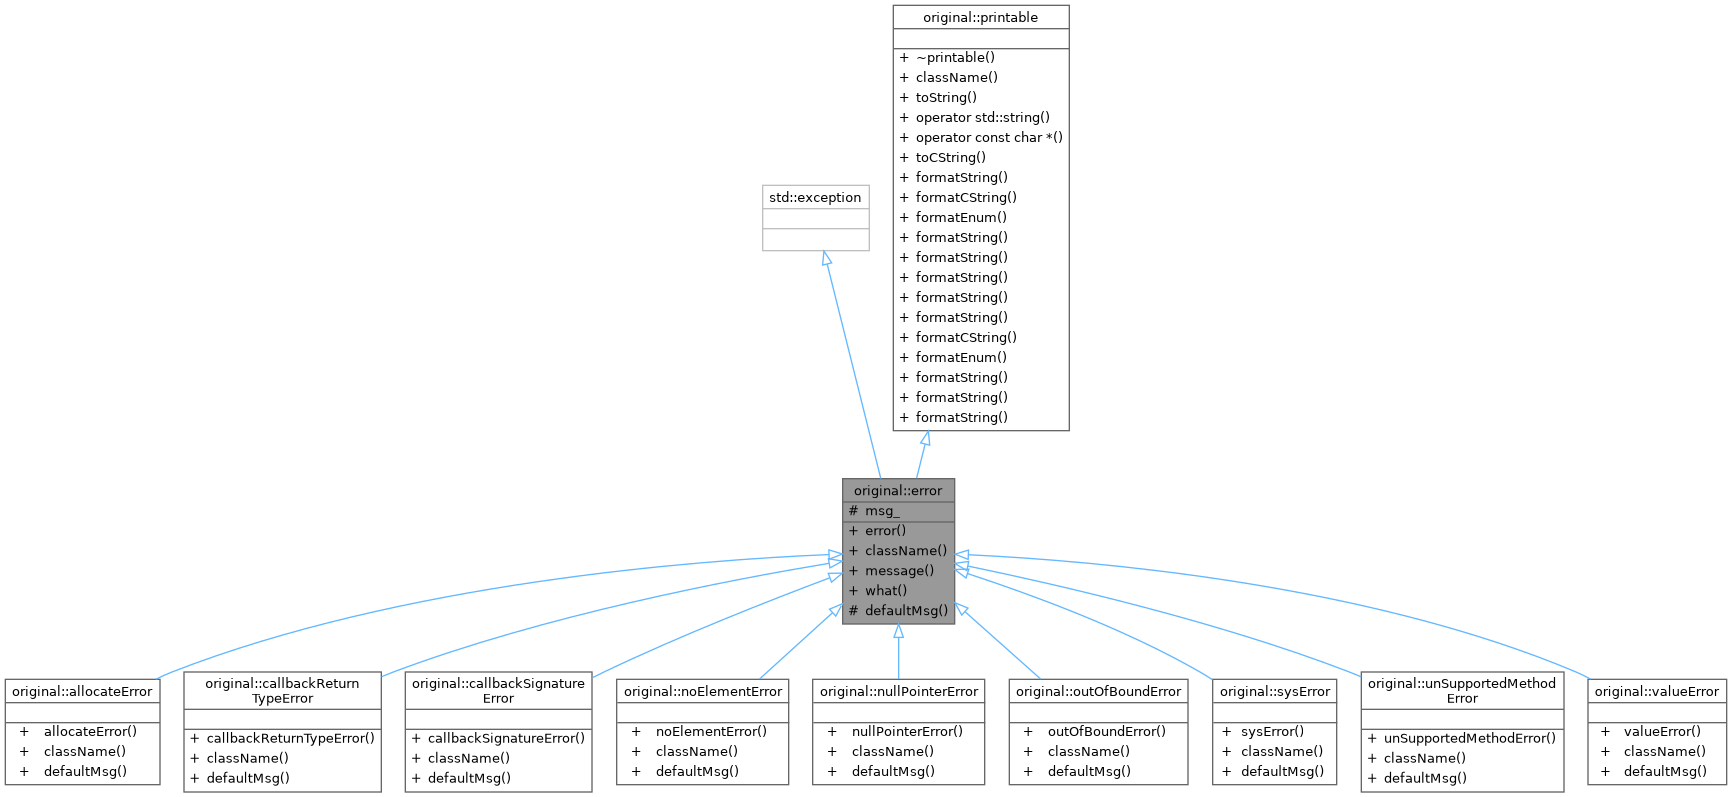 original::printable
+ ~printable()
+ className()
+ toString()
+ operator std::string()
+ operator const char *()
+ toCString()
+ formatString()
+ formatCString()
+ formatEnum()
+ formatString()
+ formatString()
+ formatString()
+ formatString()
+ formatString()
+ formatCString()
+ formatEnum()
+ formatString()
+ formatString()
+ formatString()
std::exception
original::error
# msg_
+ error()
+ className()
+ message()
+ what()
# defaultMsg()
original::allocateError
+ allocateError()
+ className()
+ defaultMsg()
original::callbackReturn
TypeError
+ callbackReturnTypeError()
+ className()
+ defaultMsg()
original::callbackSignature
Error
+ callbackSignatureError()
+ className()
+ defaultMsg()
original::noElementError
+ noElementError()
+ className()
+ defaultMsg()
original::nullPointerError
+ nullPointerError()
+ className()
+ defaultMsg()
original::outOfBoundError
+ outOfBoundError()
+ className()
+ defaultMsg()
original::sysError
+ sysError()
+ className()
+ defaultMsg()
original::unSupportedMethod
Error
+ unSupportedMethodError()
+ className()
+ defaultMsg()
original::valueError
+ valueError()
+ className()
+ defaultMsg()